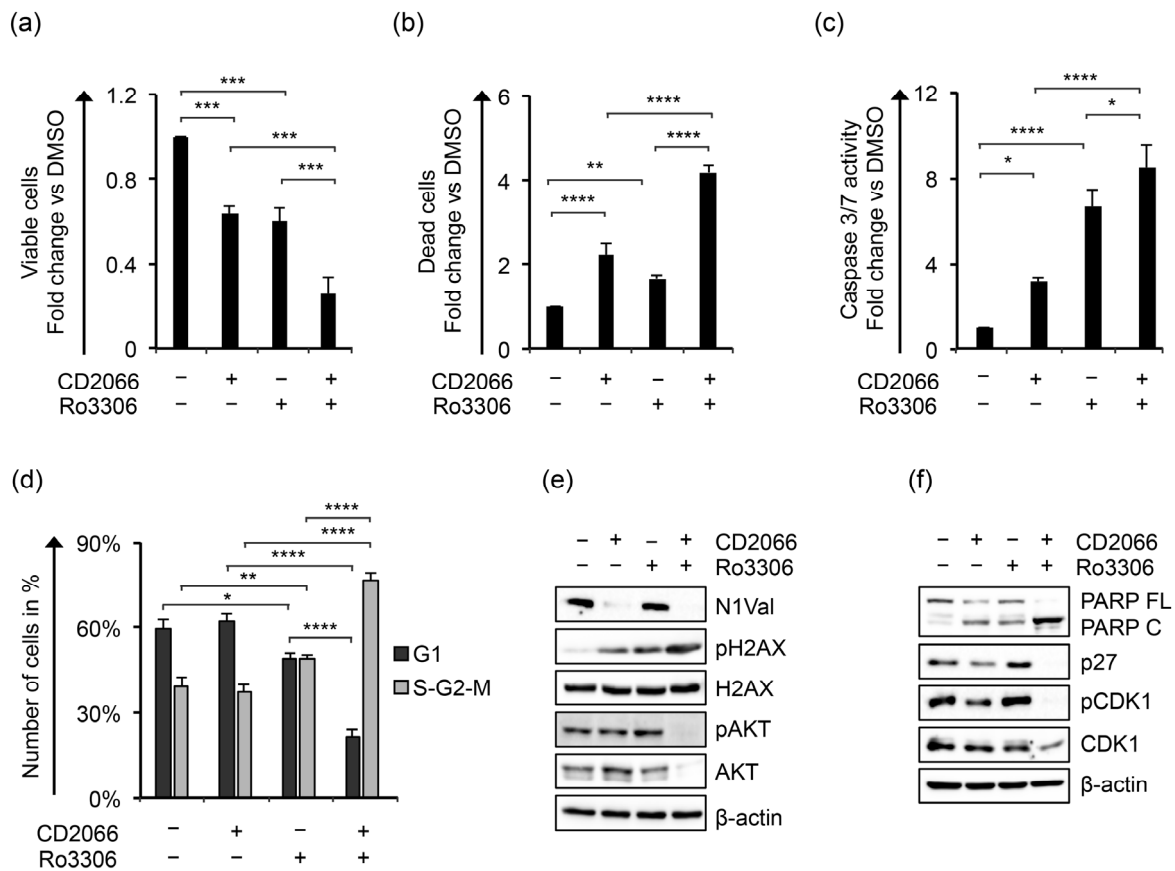 (a)
Viable cells
Fold change vs DMSO
1.2
0.8
0.4
0
***
***
***
***
CD2066 − + − +
Ro3306 − − + +
(b)
Dead cells
Fold change vs DMSO
6
4
2
0
****
****
**
****
CD2066 − + − +
Ro3306 − − + +
(c)
Caspase 3/7 activity
Fold change vs DMSO
12
8
4
0
****
*
****
*
CD2066 − + − +
Ro3306 − − + +
(d)
Number of cells in %
90%
60%
30%
0%
****
****
****
**
*
****
G1
S-G2-M
CD2066 − + − +
Ro3306 − − + +
(e)
− + − + CD2066
− − + + Ro3306
N1Val
pH2AX
H2AX
pAKT
AKT
β-actin
(f)
− + − + CD2066
− − + + Ro3306
PARP FL
PARP C
p27
pCDK1
CDK1
β-actin